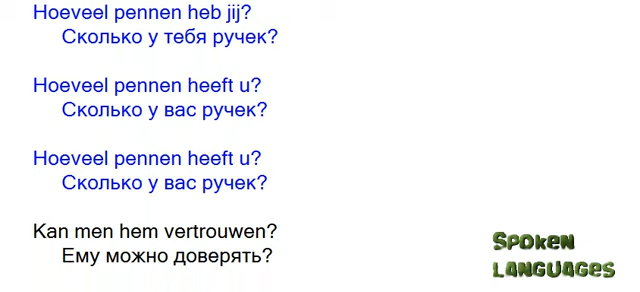 Hoeveel pennen heb jij?
Сколько у тебя ручек?
Hoeveel pennen heeft u?
Сколько у вас ручек?
Hoeveel pennen heeft u?
Сколько у вас ручек?
Kan men hem vertrouwen?
Ему можно доверять?
Spoken
Languages